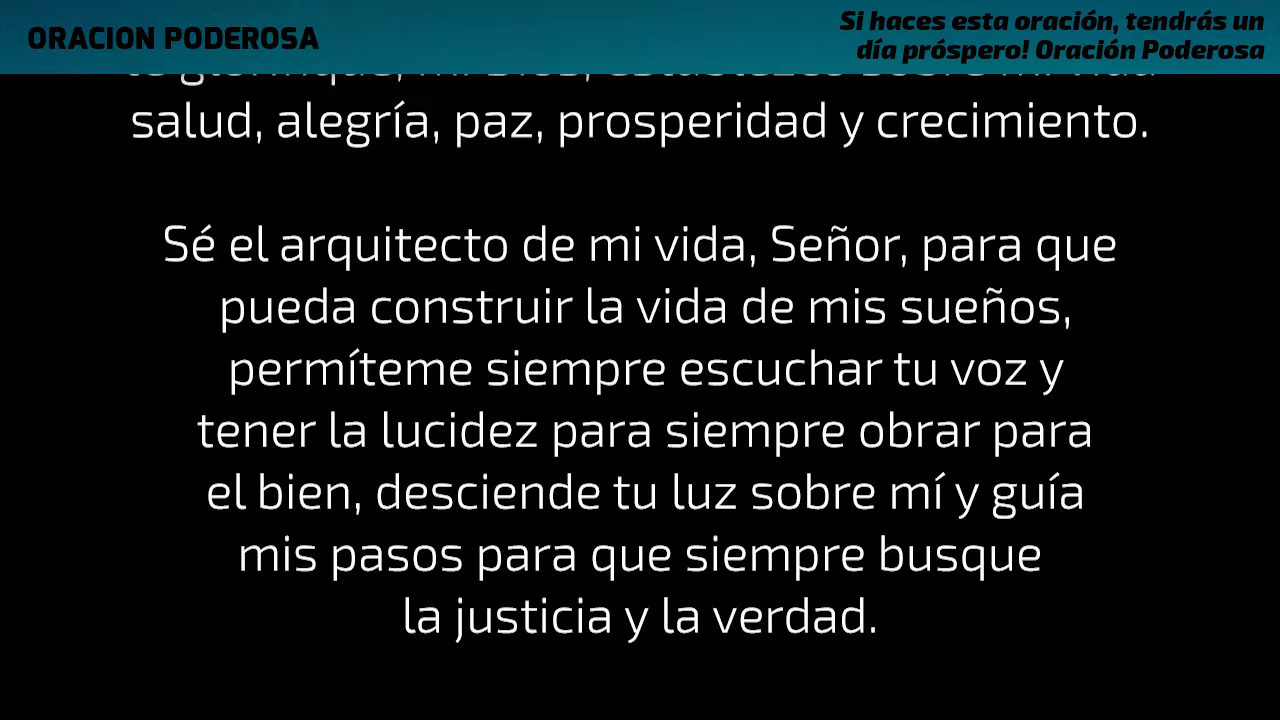 ORACION PODEROSA
Si haces esta oración, tendrás un
día próspero! Oración Poderosa
salud, alegría, paz, prosperidad y crecimiento.
Sé el arquitecto de mi vida, Señor, para que
pueda construir la vida de mis sueños,
permíteme siempre escuchar tu voz y
tener la lucidez para siempre obrar para
el bien, desciende tu luz sobre mí y guía
mis pasos para que siempre busque
la justicia y la verdad.